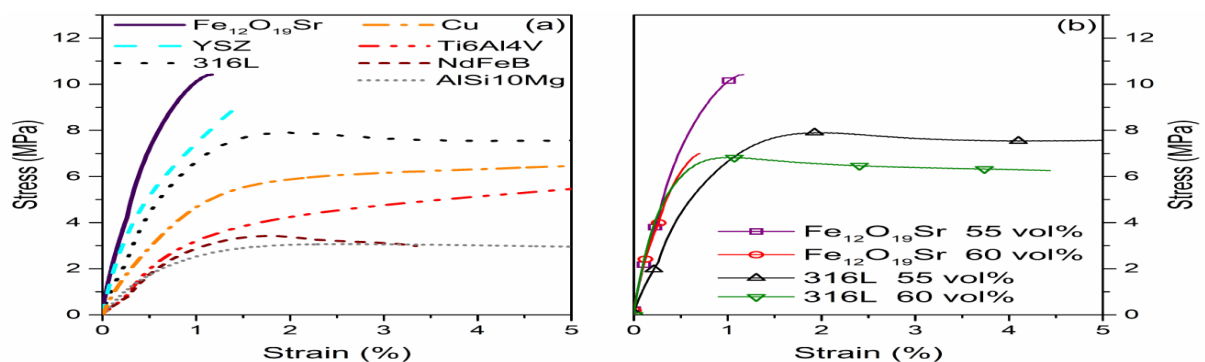 (a)
Fe₁₂O₁₉Sr
Cu
YSZ
Ti6Al4V
316L
NdFeB
AlSi10Mg
Stress (MPa)
12
10
8
6
4
2
0
0
1
2
3
4
5
Strain (%)
(b)
12
10
8
6
4
2
0
Stress (MPa)
Fe₁₂O₁₉Sr 55 vol%
Fe₁₂O₁₉Sr 60 vol%
316L 55 vol%
316L 60 vol%
0
1
2
3
4
5
Strain (%)